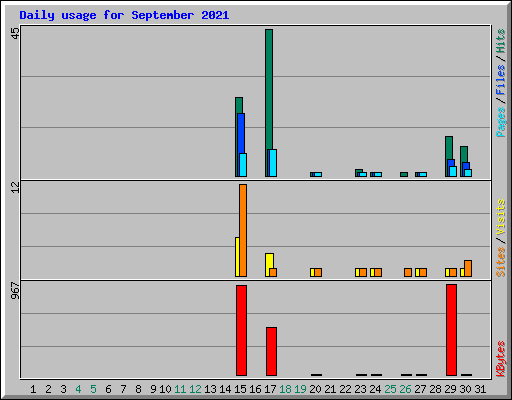 Daily usage for September 2021
45
Pages/Files/Hits
12
Sites/Visits
967
KBytes
1 2 3 4 5 6 7 8 9 10 11 12 13 14 15 16 17 18 19 20 21 22 23 24 25 26 27 28 29 30 31